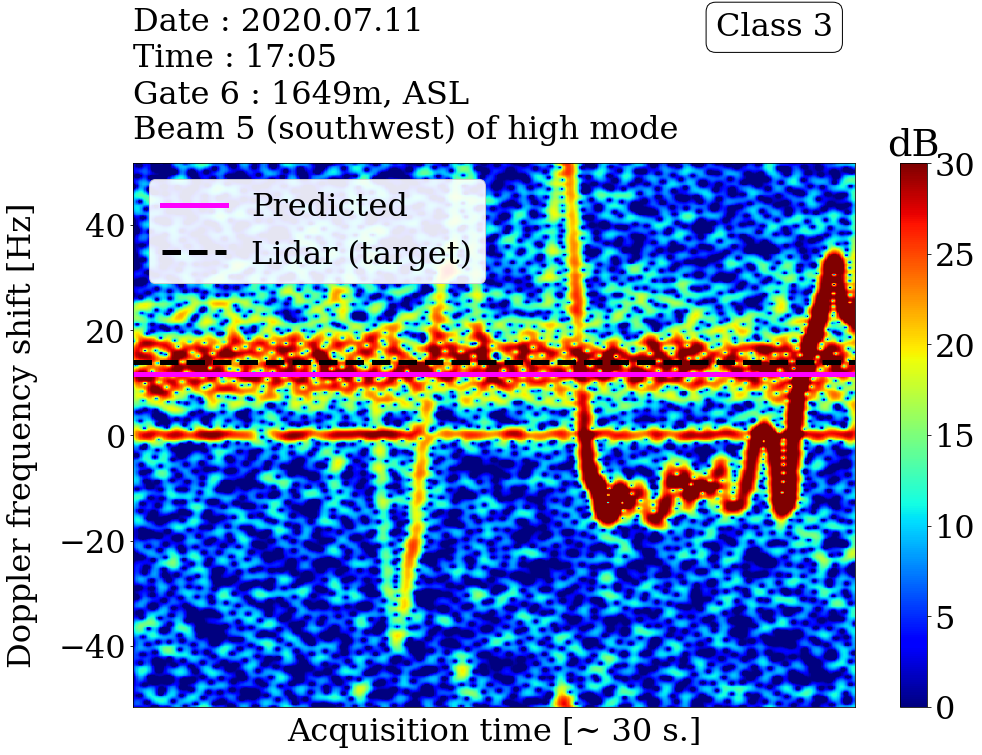 Date : 2020.07.11
Time : 17:05
Gate 6 : 1649m, ASL
Beam 5 (southwest) of high mode
Class 3
dB
Predicted
Lidar (target)
Doppler frequency shift [Hz]
40
20
0
−20
−40
30
25
20
15
10
5
0
Acquisition time [~ 30 s.]